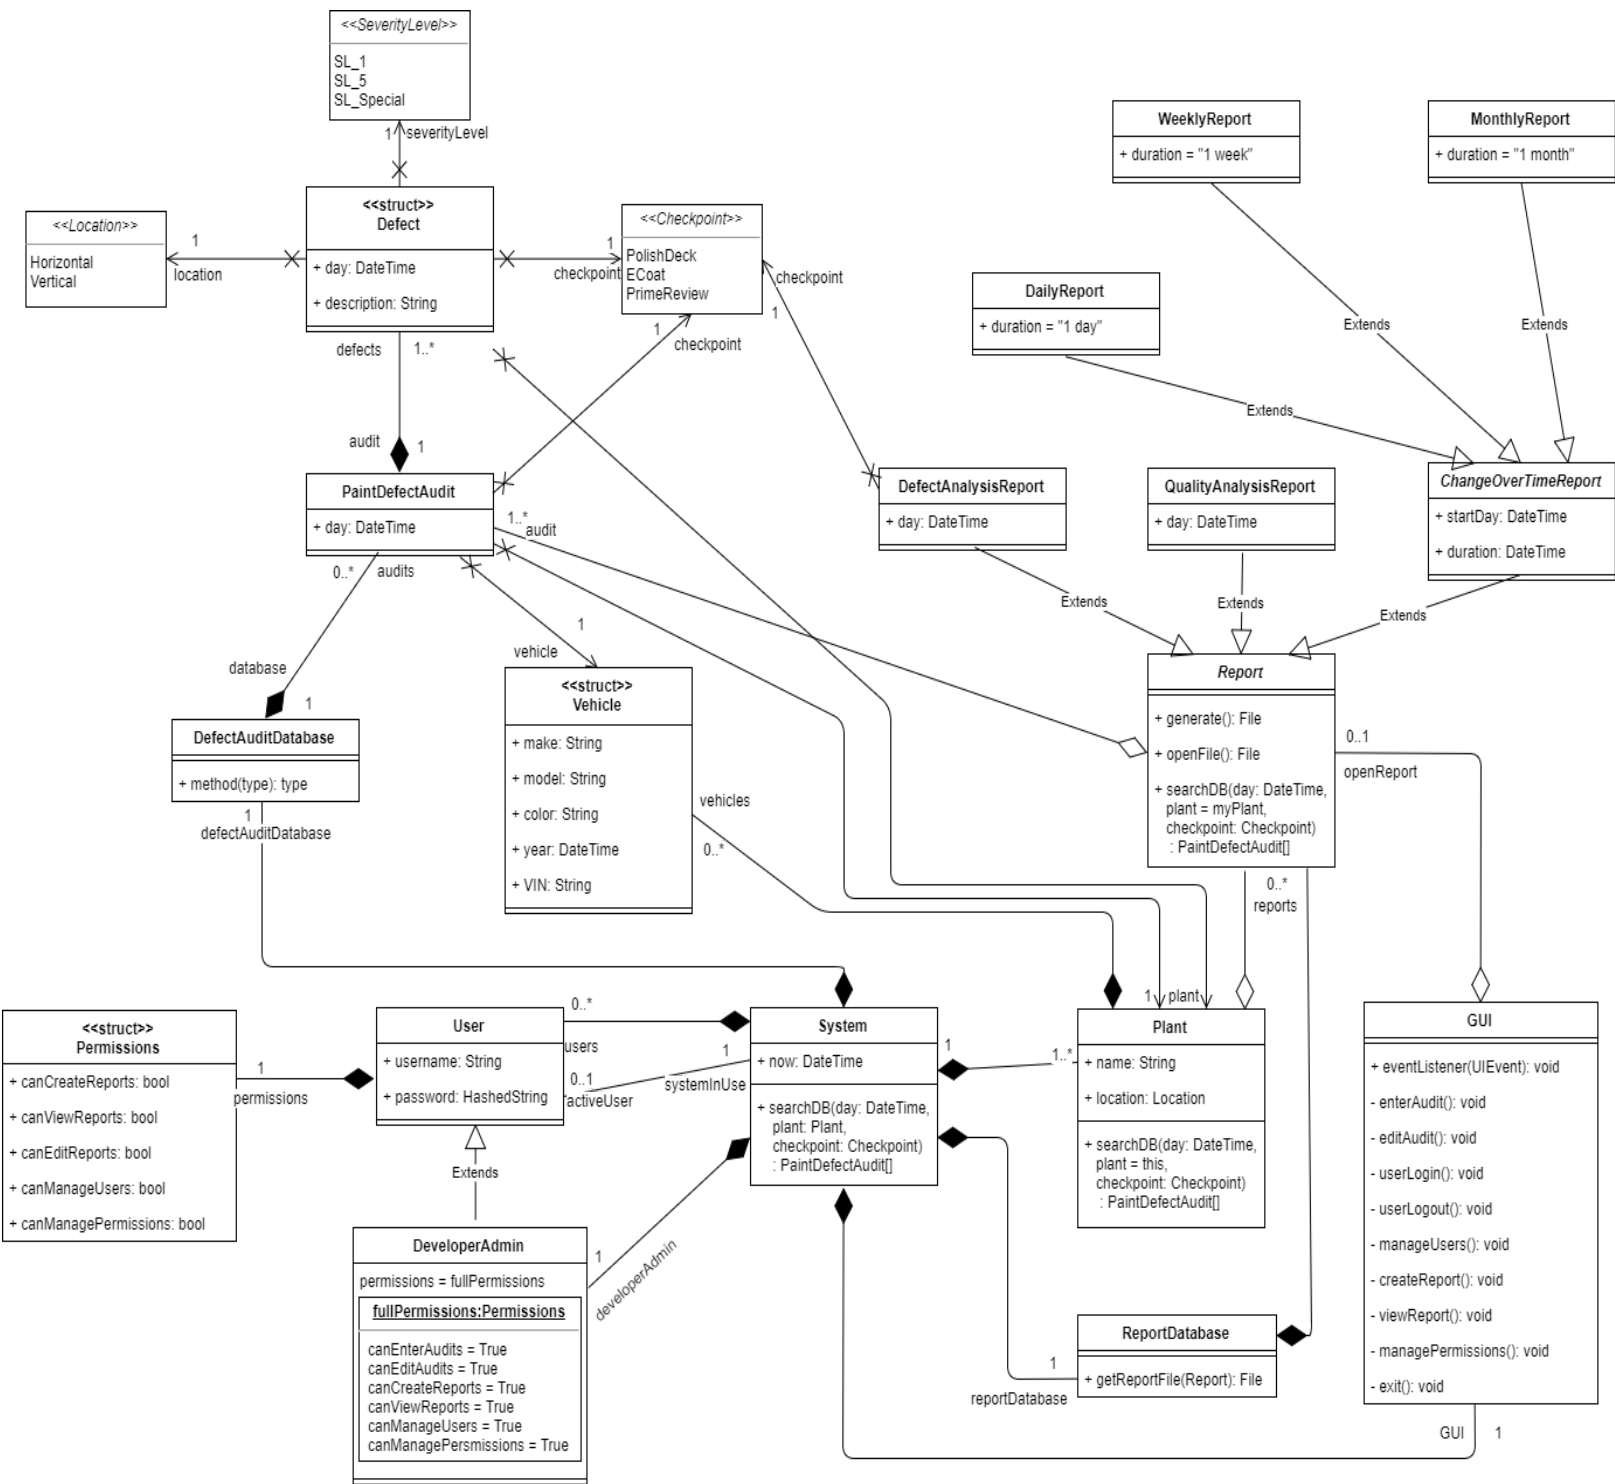 <<SeverityLevel>>
SL_1
SL_5
SL_Special
1
severityLevel
<<Location>>
Horizontal
Vertical
1
location
<<struct>>
Defect
+ day: DateTime
+ description: String
1
checkpoint
<<Checkpoint>>
PolishDeck
ECoat
PrimeReview
checkpoint
1
1
checkpoint
defects
1..*
audit
1
PaintDefectAudit
+ day: DateTime
1..*
audit
0..*
audits
database
1
DefectAuditDatabase
+ method(type): type
1
defectAuditDatabase
1
vehicle
<<struct>>
Vehicle
+ make: String
+ model: String
+ color: String
+ year: DateTime
+ VIN: String
vehicles
0..*
WeeklyReport
+ duration = "1 week"
MonthlyReport
+ duration = "1 month"
DailyReport
+ duration = "1 day"
Extends
Extends
Extends
DefectAnalysisReport
+ day: DateTime
QualityAnalysisReport
+ day: DateTime
ChangeOverTimeReport
+ startDay: DateTime
+ duration: DateTime
Extends
Extends
Extends
Report
+ generate(): File
+ openFile(): File
+ searchDB(day: DateTime,
plant = myPlant,
checkpoint: Checkpoint)
: PaintDefectAudit[]
0..1
openReport
0..*
reports
<<struct>>
Permissions
+ canCreateReports: bool
+ canViewReports: bool
+ canEditReports: bool
+ canManageUsers: bool
+ canManagePermissions: bool
1
permissions
User
+ username: String
+ password: HashedString
0..*
users
0..1
activeUser
1
systemInUse
Extends
DeveloperAdmin
permissions = fullPermissions
fullPermissions:Permissions
canEnterAudits = True
canEditAudits = True
canCreateReports = True
canViewReports = True
canManageUsers = True
canManagePersmissions = True
1
developerAdmin
System
+ now: DateTime
+ searchDB(day: DateTime,
plant: Plant,
checkpoint: Checkpoint)
: PaintDefectAudit[]
1
1..*
1
plant
Plant
+ name: String
+ location: Location
+ searchDB(day: DateTime,
plant = this,
checkpoint: Checkpoint)
: PaintDefectAudit[]
ReportDatabase
+ getReportFile(Report): File
1
reportDatabase
GUI
+ eventListener(UIEvent): void
- enterAudit(): void
- editAudit(): void
- userLogin(): void
- userLogout(): void
- manageUsers(): void
- createReport(): void
- viewReport(): void
- managePermissions(): void
- exit(): void
GUI
1